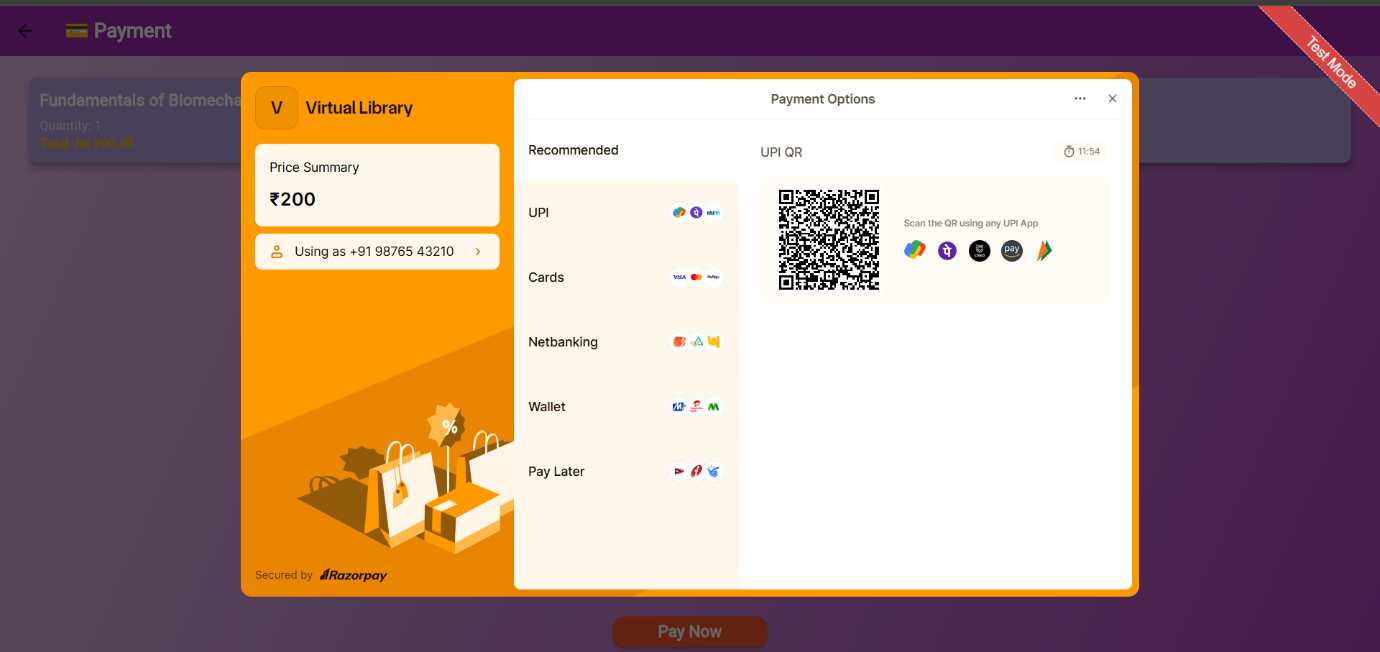 Payment
Test Mode
Fundamentals of Biomecha
Quantity: 1
Total: Rs.200.00
V
Virtual Library
Price Summary
₹200
Using as +91 98765 43210
Secured by Razorpay
Payment Options
Recommended
UPI
Cards
VISA
Netbanking
Wallet
Pay Later
UPI QR
11:54
Scan the QR using any UPI App
pay
Pay Now